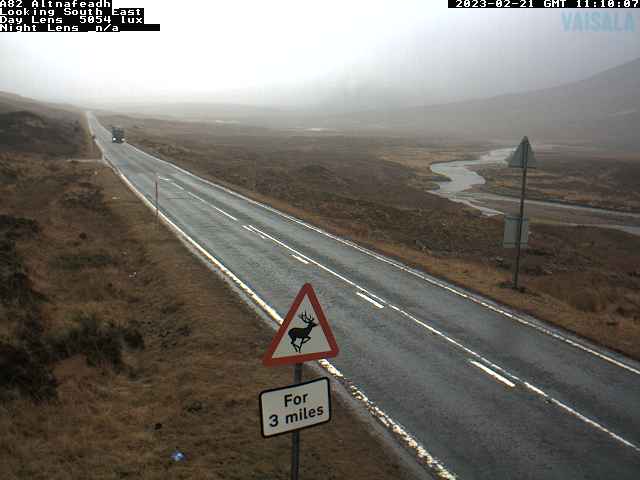 A82 Altnafeadh
Looking South East
Day Lens 5054 lux
Night Lens n/a
2023-02-21 GMT 11:10:07
VAISALA
For
3 miles